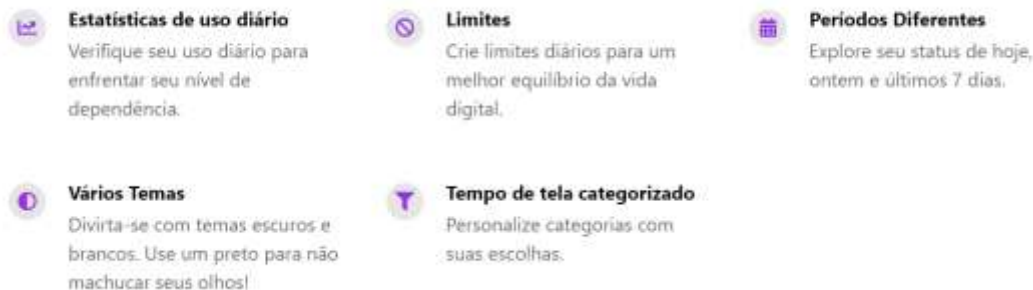 Estatísticas de uso diário
Verifique seu uso diário para
enfrentar seu nível de
dependência.
Limites
Crie limites diários para um
melhor equilíbrio da vida
digital.
Períodos Diferentes
Explore seu status de hoje,
ontem e últimos 7 dias.
Vários Temas
Divirta-se com temas escuros e
brancos. Use um preto para não
machucar seus olhos!
Tempo de tela categorizado
Personalize categorias com
suas escolhas.